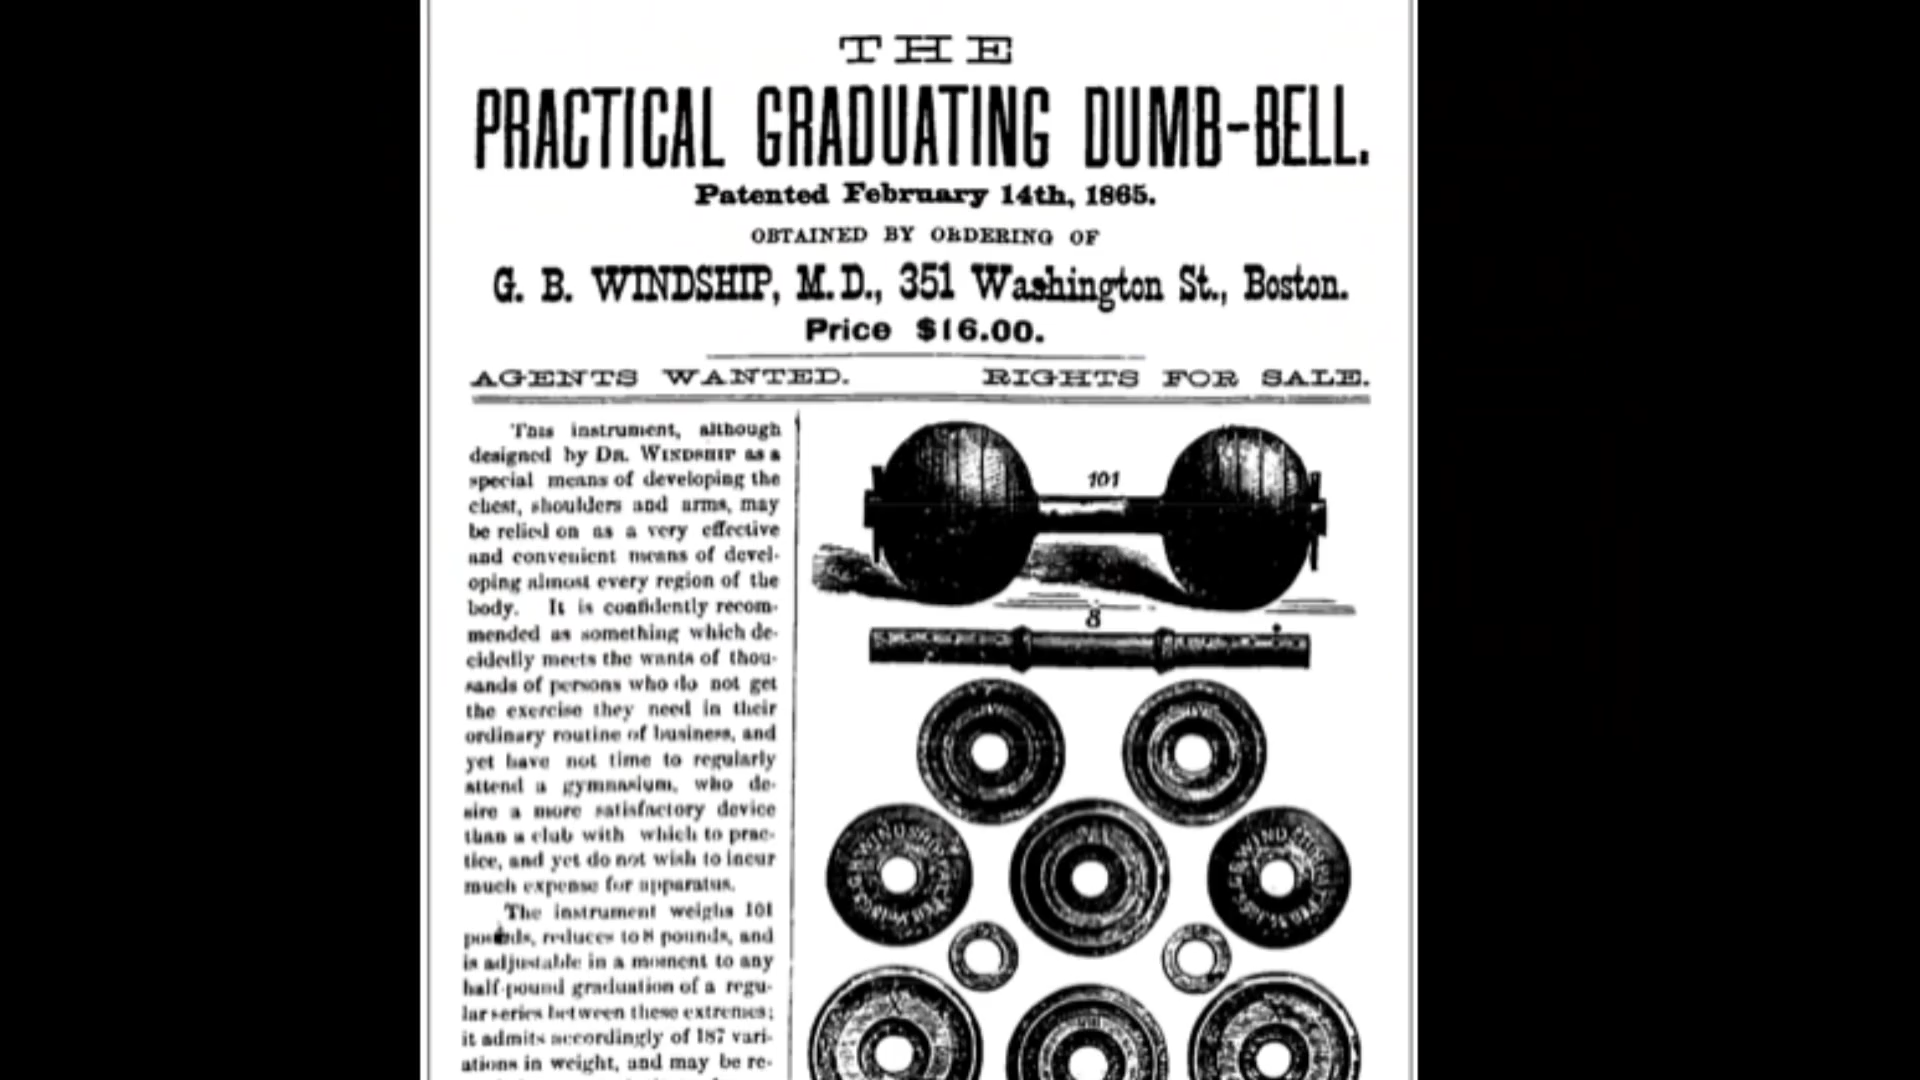 THE
PRACTICAL GRADUATING DUMB-BELL.
Patented February 14th, 1865.
OBTAINED BY ORDERING OF
G. B. WINDSHIP, M.D., 351 Washington St., Boston.
Price $16.00.
AGENTS WANTED. RIGHTS FOR SALE.
This instrument, although
designed by DR. WINDSHIP as a
special means of developing the
chest, shoulders and arms, may
be relied on as a very effective
and convenient means of devel-
oping almost every region of the
body. It is confidently recom-
mended as something which de-
cidedly meets the wants of thou-
sands of persons who do not get
the exercise they need in their
ordinary routine of business, and
yet have not time to regularly
attend a gymnasium, who de-
sire a more satisfactory device
than a club with which to prac-
tice, and yet do not wish to incur
much expense for apparatus.
The instrument weighs 101
pounds, reduces to 8 pounds, and
is adjustable in a moment to any
half-pound graduation of a regu-
lar series between these extremes;
it admits accordingly of 187 vari-
ations in weight, and may be re-
101
8
WINDSHIP
WINDSHIP